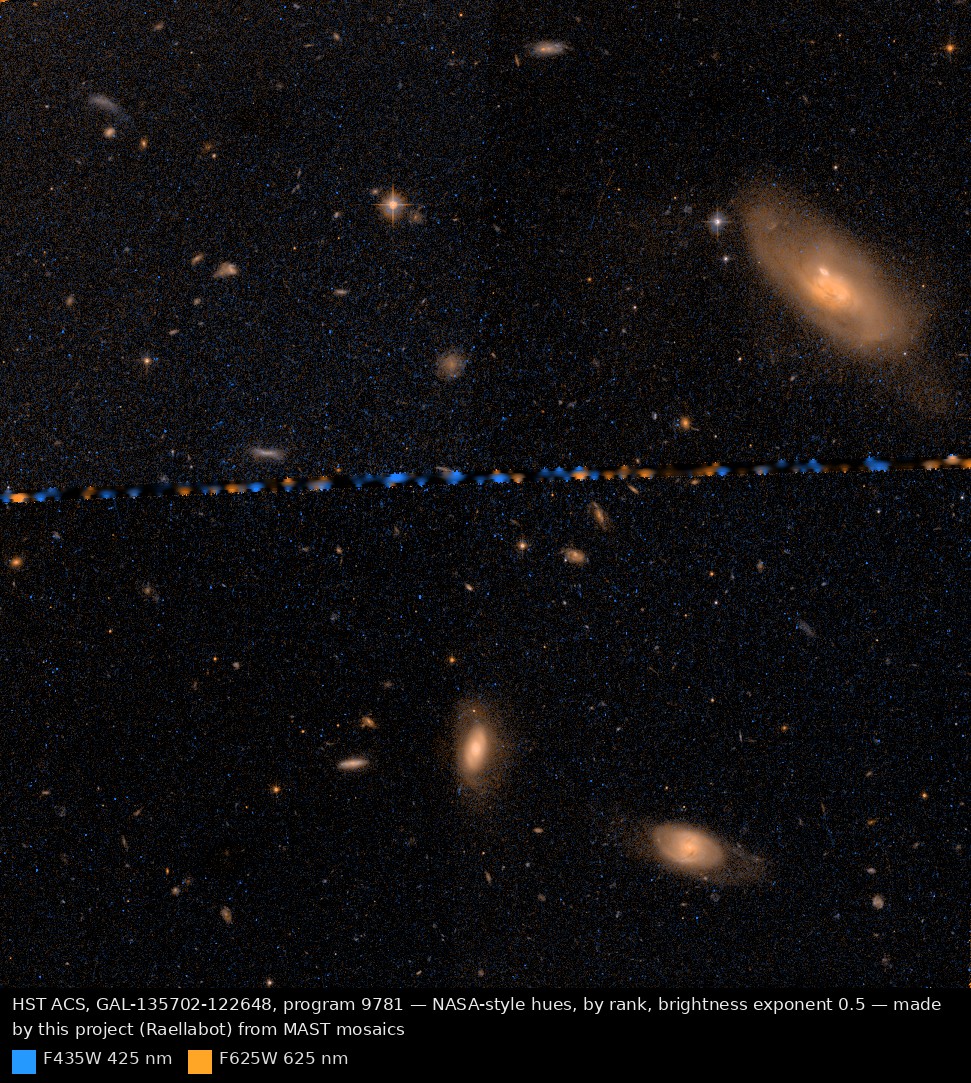 HST ACS, GAL-135702-122648, program 9781 — NASA-style hues, by rank, brightness exponent 0.5 — made
by this project (Raellabot) from MAST mosaics
F435W 425 nm F625W 625 nm